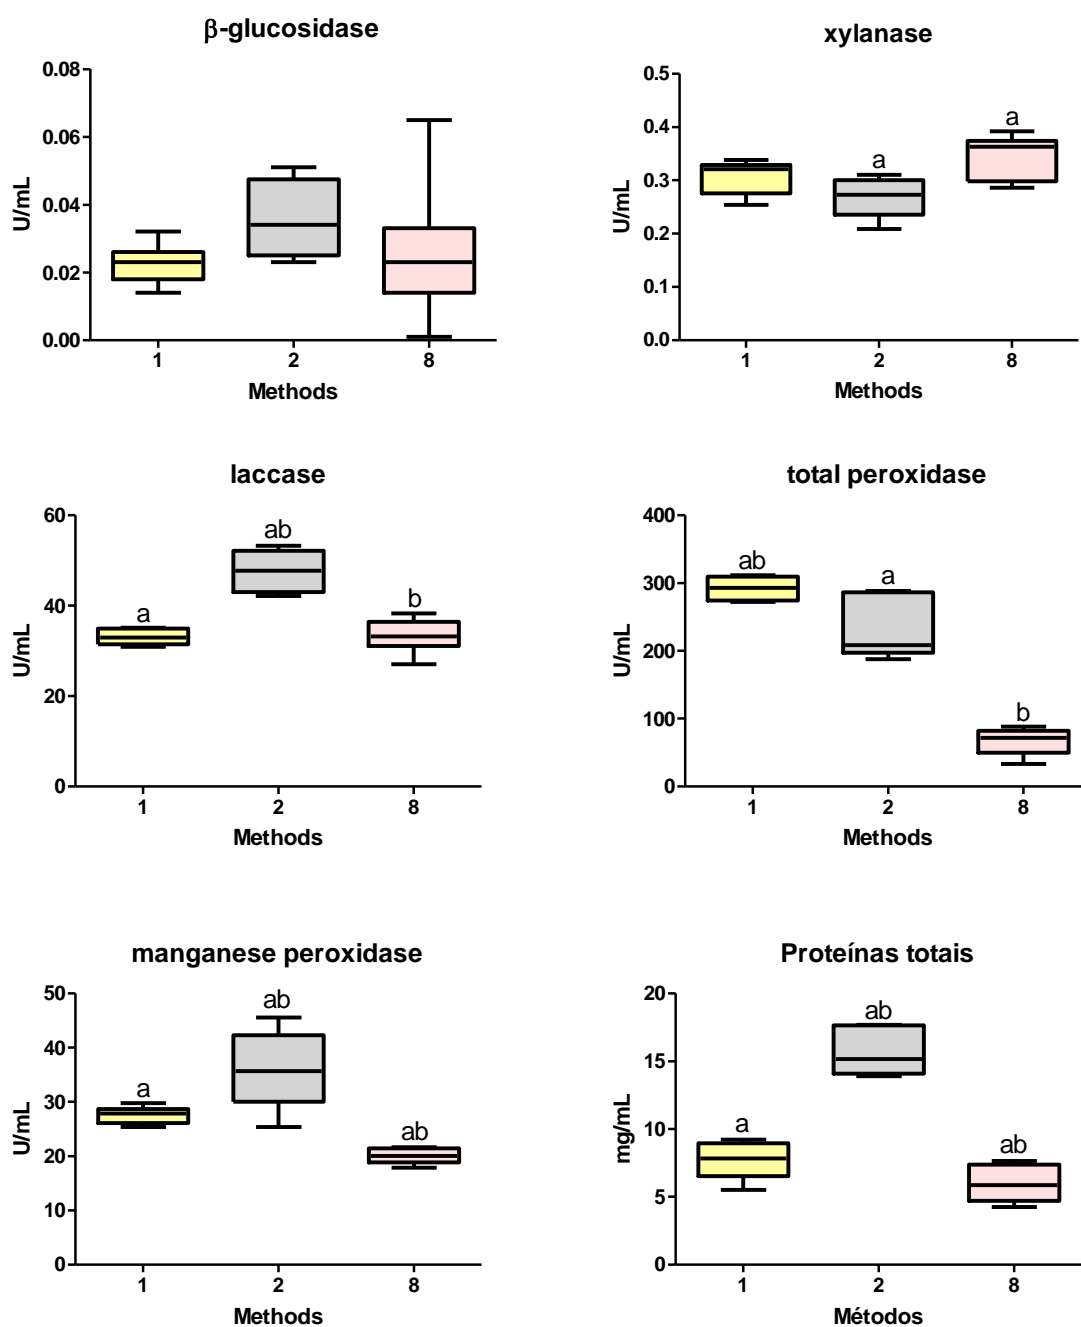 β-glucosidase
0.08
0.06
0.04
0.02
0.00
U/mL
1 2 8
Methods
xylanase
0.5
0.4
0.3
0.2
0.1
0.0
U/mL
a a
1 2 8
Methods
laccase
60
40
20
0
U/mL
a ab b
1 2 8
Methods
total peroxidase
400
300
200
100
0
U/mL
ab a b
1 2 8
Methods
manganese peroxidase
50
40
30
20
10
0
U/mL
a ab ab
1 2 8
Methods
Proteínas totais
20
15
10
5
0
mg/mL
a ab ab
1 2 8
Métodos